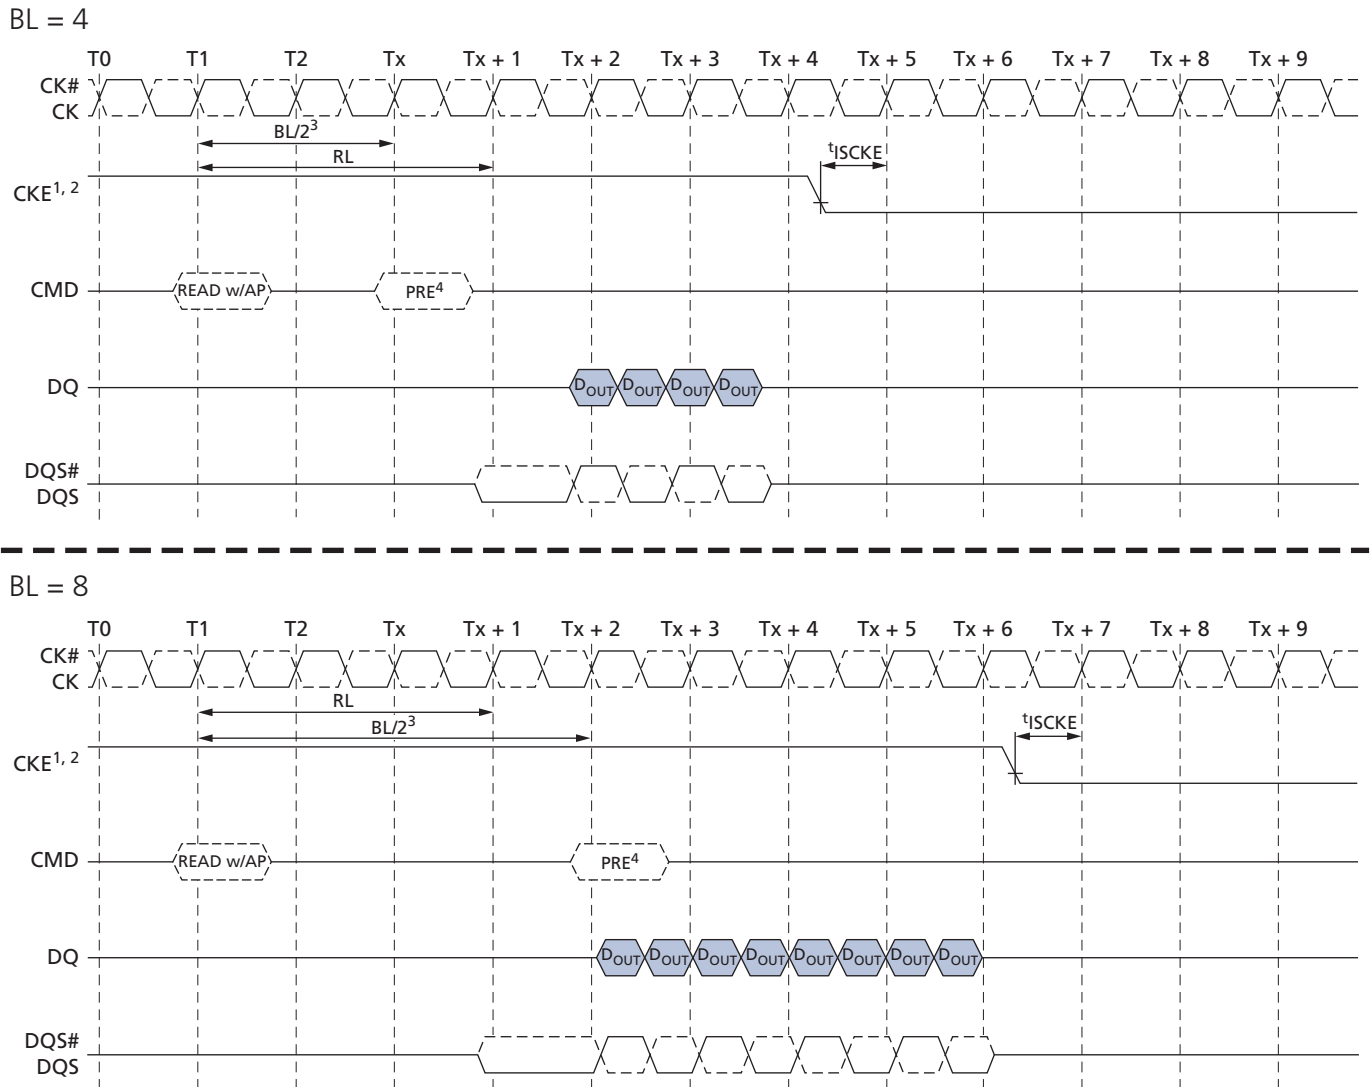 BL = 4
T0 T1 T2 Tx Tx + 1 Tx + 2 Tx + 3 Tx + 4 Tx + 5 Tx + 6 Tx + 7 Tx + 8 Tx + 9
CK#
CK
BL/2³
RL
tISCKE
CKE1, 2
CMD READ w/AP PRE⁴
DQ DOUT DOUT DOUT DOUT
DQS#
DQS
BL = 8
T0 T1 T2 Tx Tx + 1 Tx + 2 Tx + 3 Tx + 4 Tx + 5 Tx + 6 Tx + 7 Tx + 8 Tx + 9
CK#
CK
RL
BL/2³
tISCKE
CKE1, 2
CMD READ w/AP PRE�4
DQ DOUT DOUT DOUT DOUT DOUT DOUT DOUT DOUT
DQS#
DQS